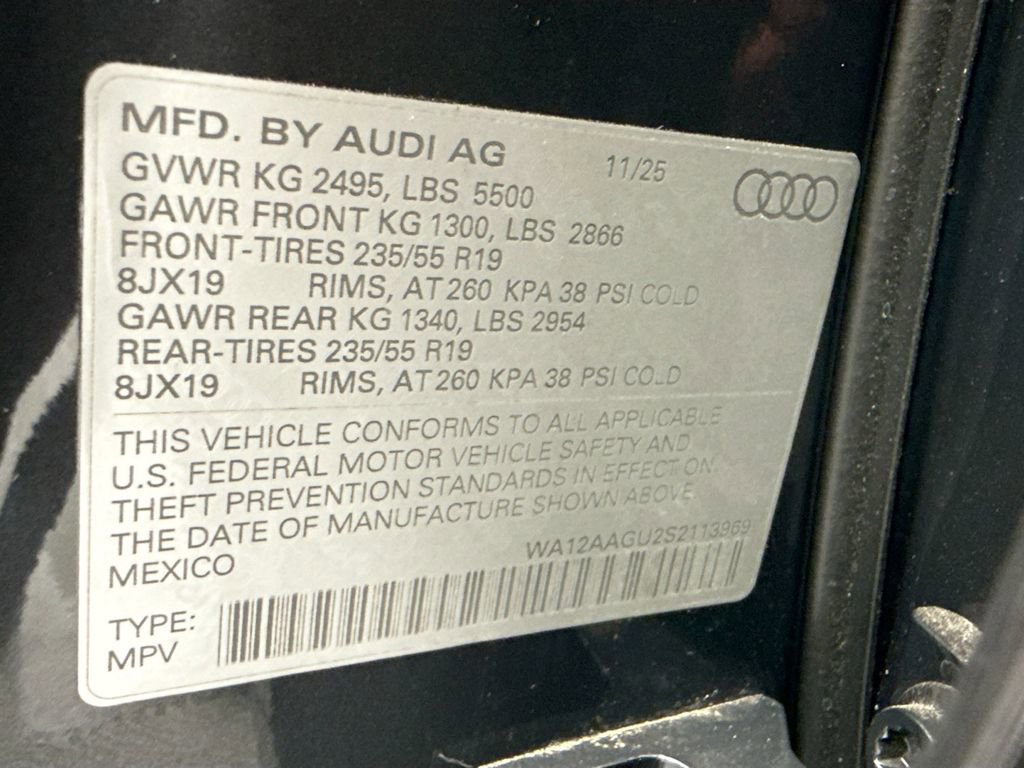 MFD. BY AUDI AG 11/25
GVWR KG 2495, LBS 5500
GAWR FRONT KG 1300, LBS 2866
FRONT-TIRES 235/55 R19
8JX19 RIMS, AT 260 KPA 38 PSI COLD
GAWR REAR KG 1340, LBS 2954
REAR-TIRES 235/55 R19
8JX19 RIMS, AT 260 KPA 38 PSI COLD
THIS VEHICLE CONFORMS TO ALL APPLICABLE
U.S. FEDERAL MOTOR VEHICLE SAFETY AND
THEFT PREVENTION STANDARDS IN EFFECT ON
THE DATE OF MANUFACTURE SHOWN ABOVE.
MEXICO WA12AAGU2S2113969
TYPE:
MPV